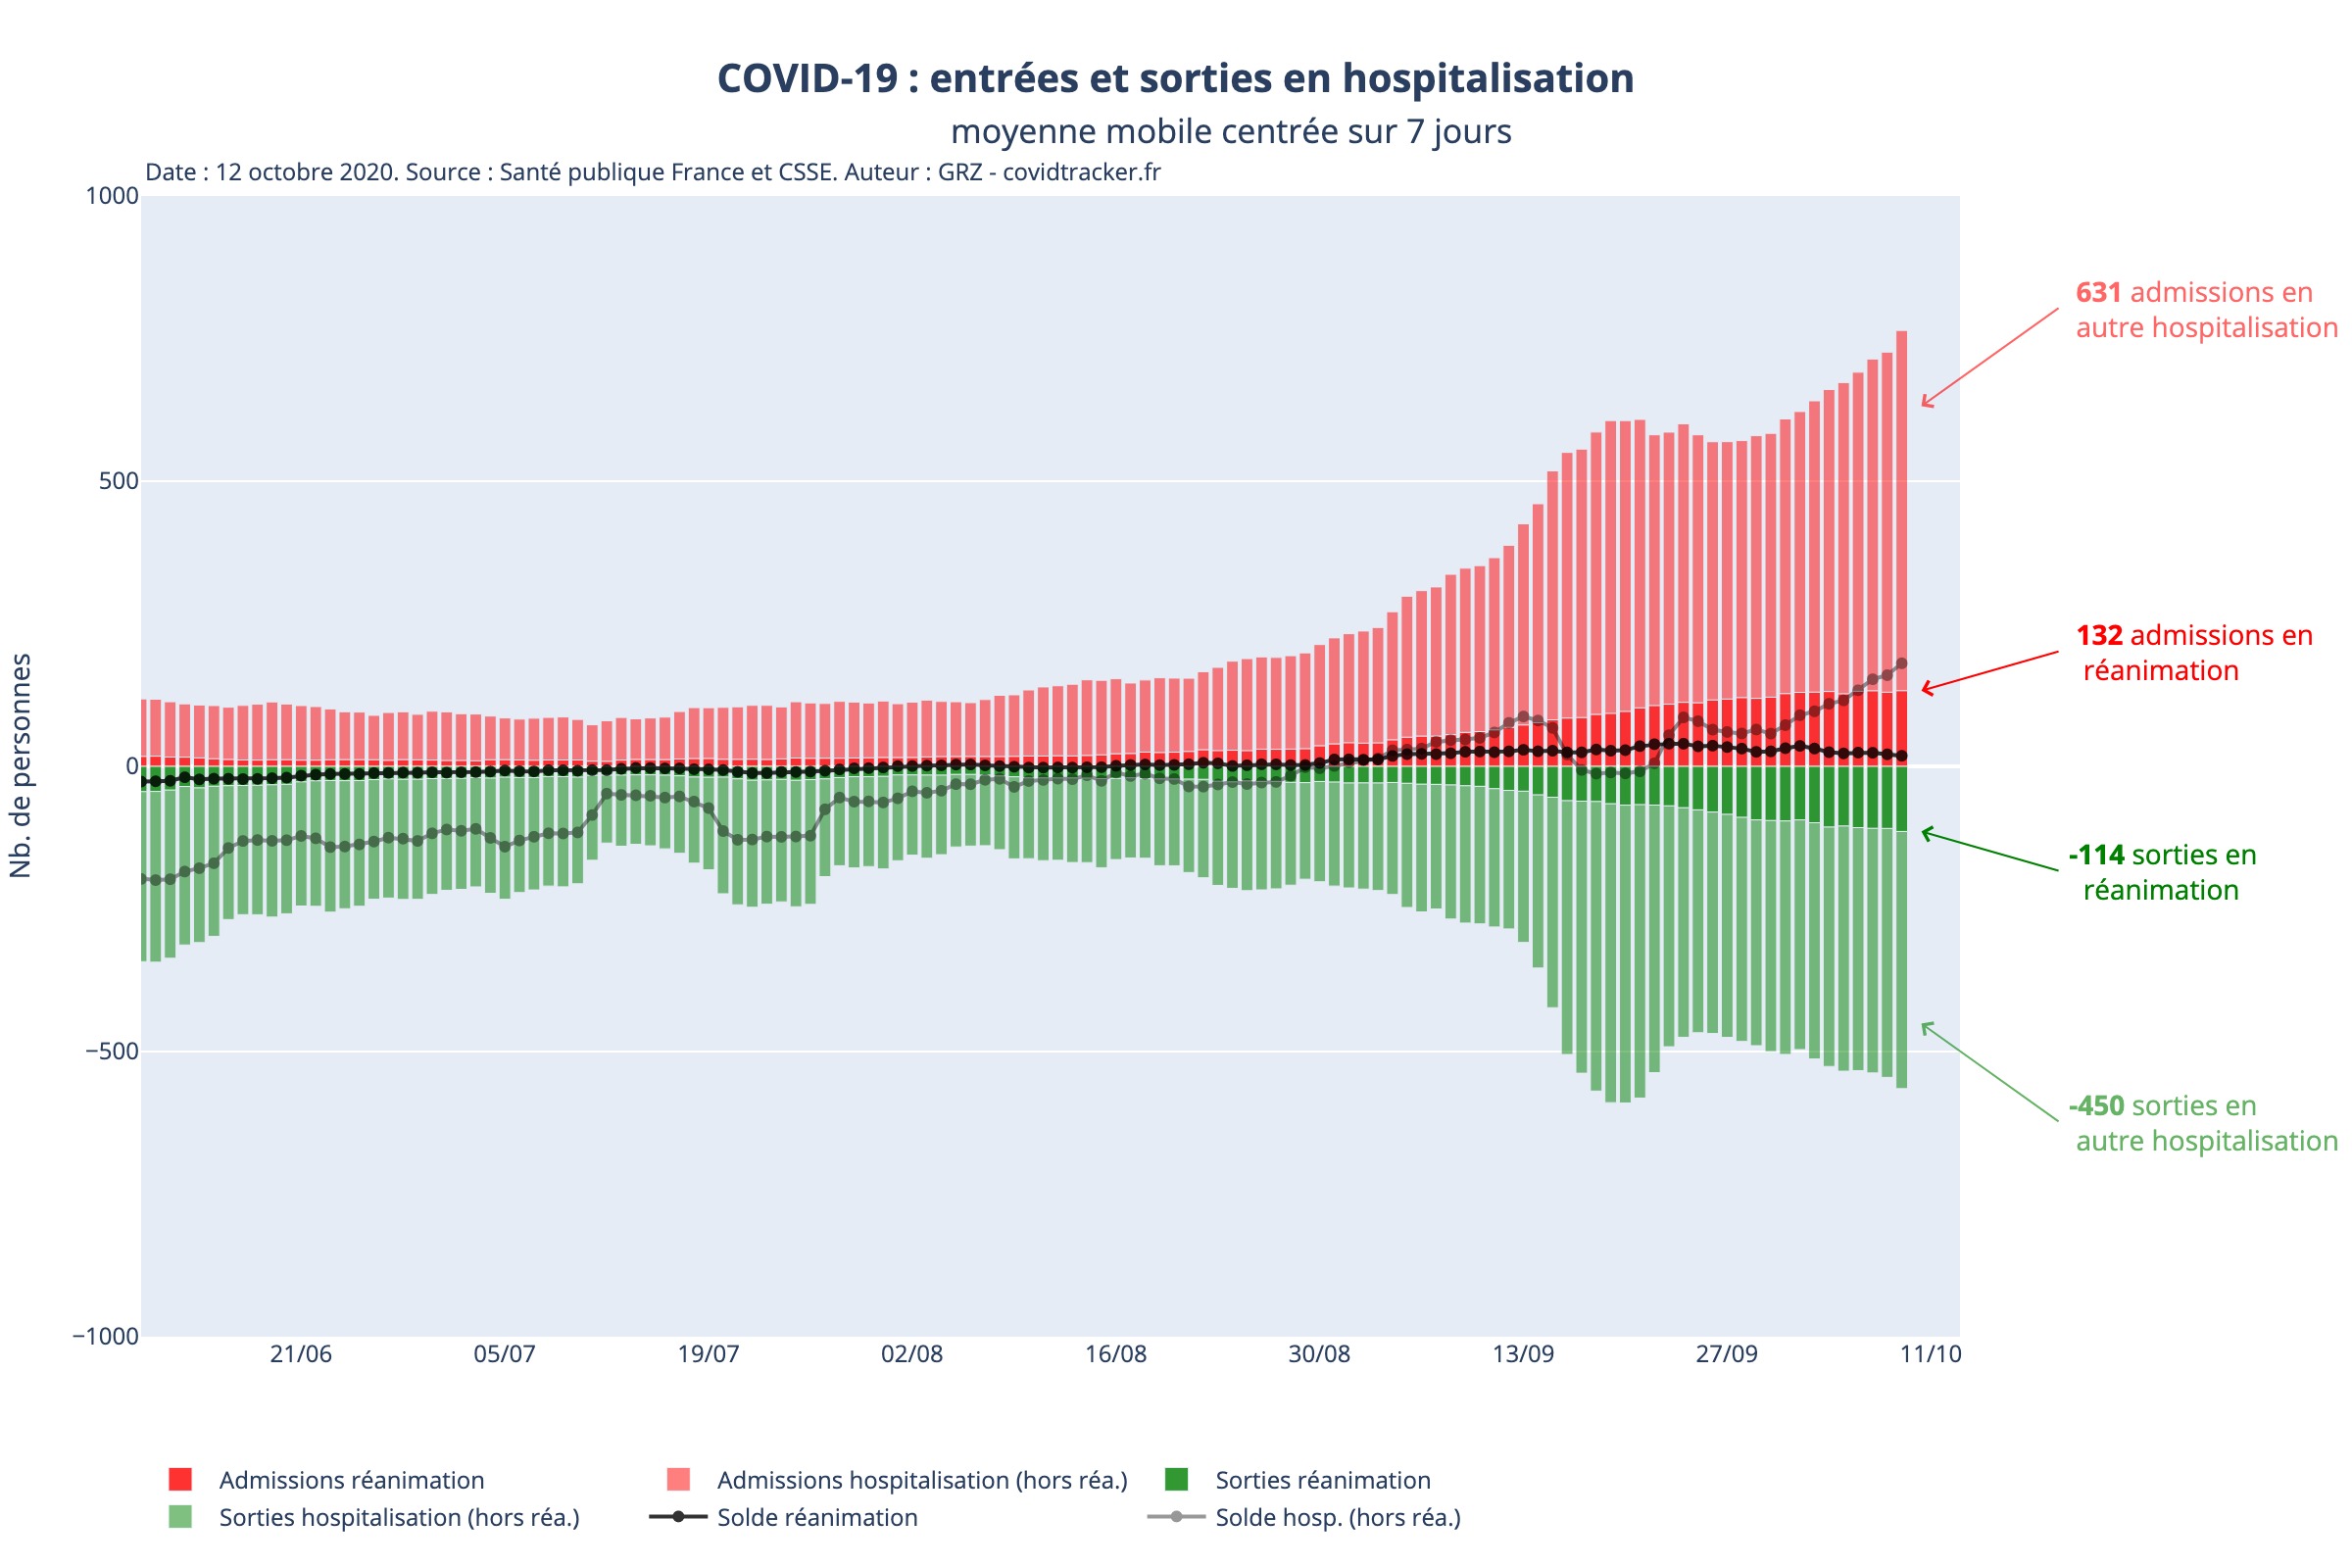 COVID-19 : entrées et sorties en hospitalisation
moyenne mobile centrée sur 7 jours
Date : 12 octobre 2020. Source : Santé publique France et CSSE. Auteur : GRZ - covidtracker.fr
Nb. de personnes
1000
500
0
−500
−1000
21/06
05/07
19/07
02/08
16/08
30/08
13/09
27/09
11/10
631 admissions en
autre hospitalisation
132 admissions en
réanimation
-114 sorties en
réanimation
-450 sorties en
autre hospitalisation
Admissions réanimation
Admissions hospitalisation (hors réa.)
Sorties réanimation
Sorties hospitalisation (hors réa.)
Solde réanimation
Solde hosp. (hors réa.)